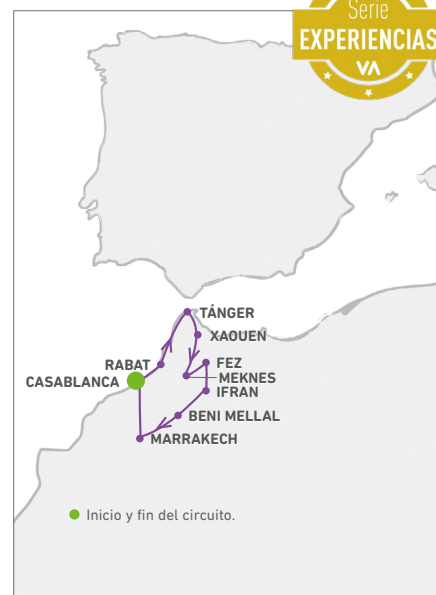 Serie
EXPERIENCIAS
VA
TÁNGER
XAOUEN
RABAT
FEZ
CASABLANCA
MEKNES
IFRAN
BENI MELLAL
MARRAKECH
Inicio y fin del circuito.